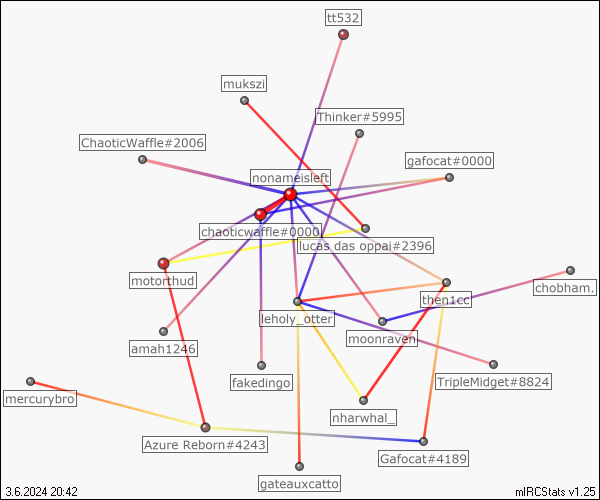 tt532
mukszi
Thinker#5995
ChaoticWaffle#2006
gafocat#0000
nonameisleft
chaoticwaffle#0000
lucas das oppai#2396
motorthud
chobham.
then1cc
leholy_otter
moonraven
amah1246
fakedingo
TripleMidget#8824
mercurybro
nharwhal_
Azure Reborn#4243
Gafocat#4189
gateauxcatto
3.6.2024 20:42
mIRCStats v1.25